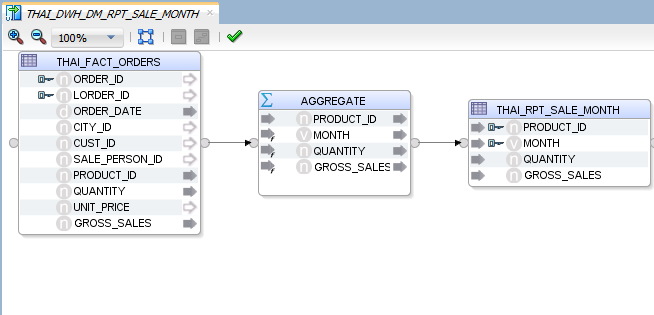 THAI_DWH_DM_RPT_SALE_MONTH
100%
THAI_FACT_ORDERS
n ORDER_ID
n LORDER_ID
d ORDER_DATE
n CITY_ID
n CUST_ID
n SALE_PERSON_ID
n PRODUCT_ID
n QUANTITY
n UNIT_PRICE
n GROSS_SALES
Σ AGGREGATE
n PRODUCT_ID
v MONTH
n QUANTITY
n GROSS_SALES
THAI_RPT_SALE_MONTH
n PRODUCT_ID
v MONTH
n QUANTITY
n GROSS_SALES